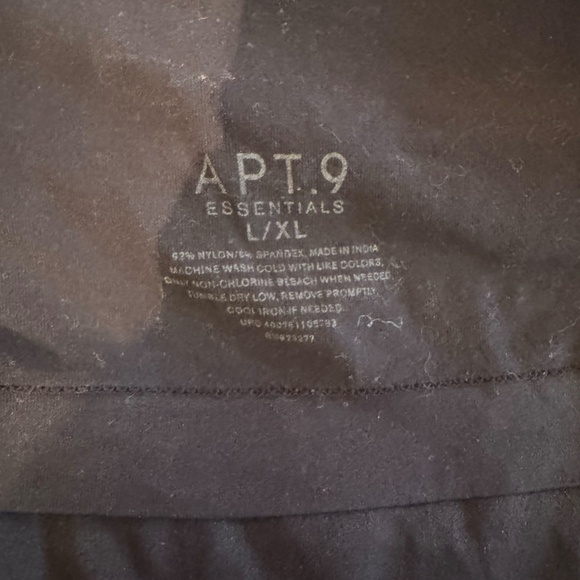 APT.9
ESSENTIALS
L/XL
92% NYLON/8% SPANDEX, MADE IN INDIA
MACHINE WASH COLD WITH LIKE COLORS,
ONLY NON-CHLORINE BLEACH WHEN NEEDED
TUMBLE DRY LOW, REMOVE PROMPTLY
COOL IRON IF NEEDED
UPC